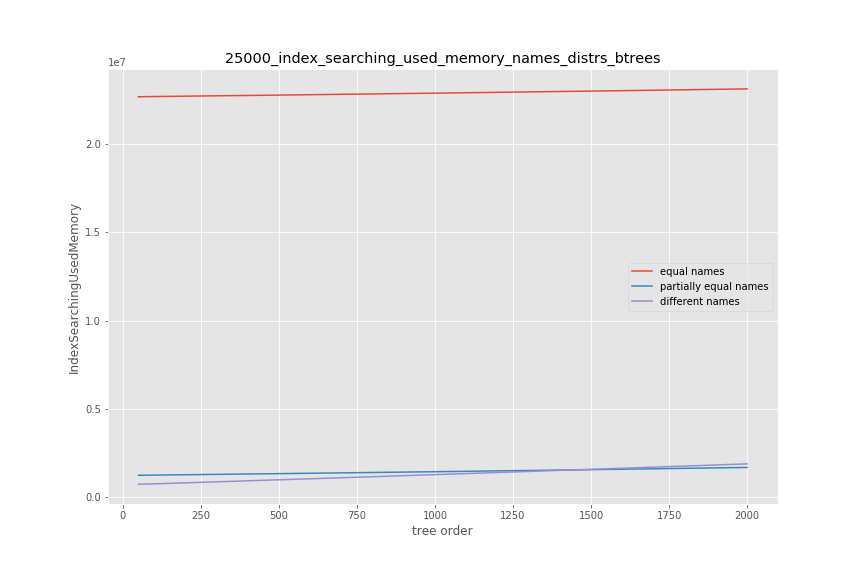 25000_index_searching_used_memory_names_distrs_btrees
1e7
2.0
1.5
1.0
0.5
0.0
IndexSearchingUsedMemory
equal names
partially equal names
different names
0 250 500 750 1000 1250 1500 1750 2000
tree order